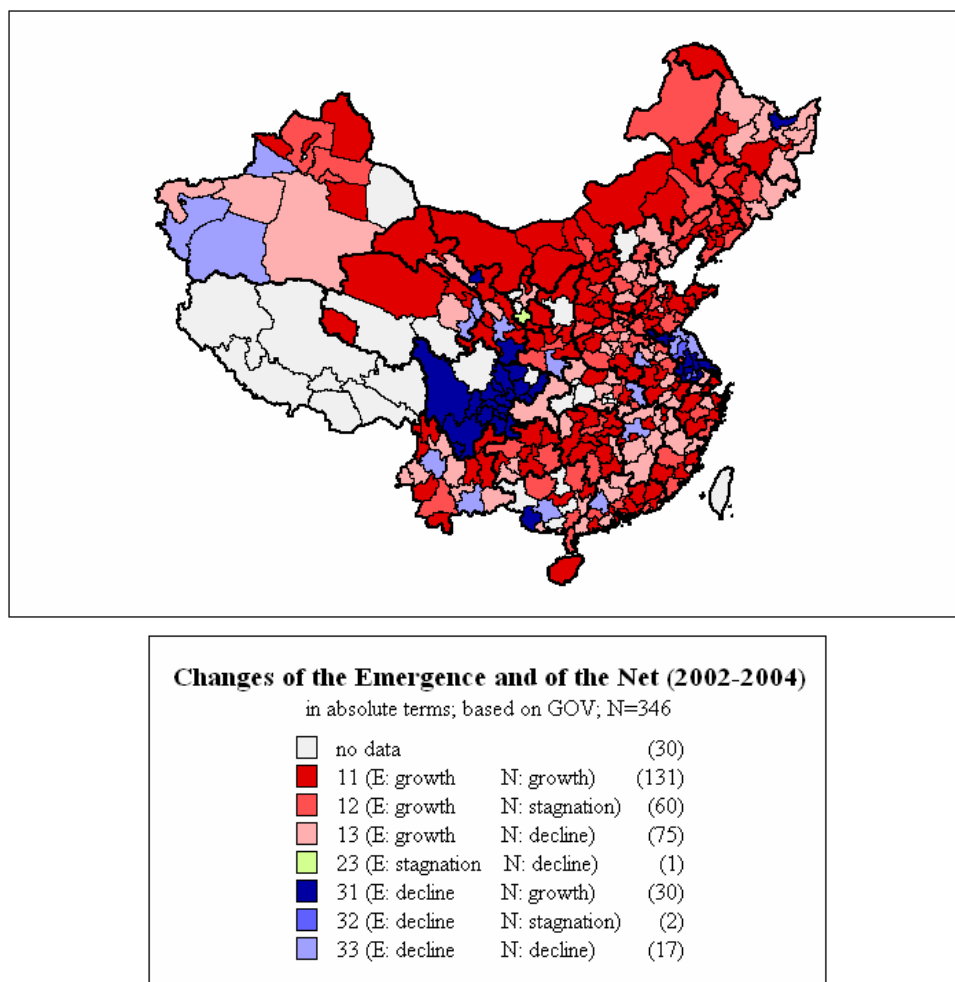 Changes of the Emergence and of the Net (2002-2004)
in absolute terms; based on GOV; N=346
no data (30)
11 (E: growth N: growth) (131)
12 (E: growth N: stagnation) (60)
13 (E: growth N: decline) (75)
23 (E: stagnation N: decline) (1)
31 (E: decline N: growth) (30)
32 (E: decline N: stagnation) (2)
33 (E: decline N: decline) (17)